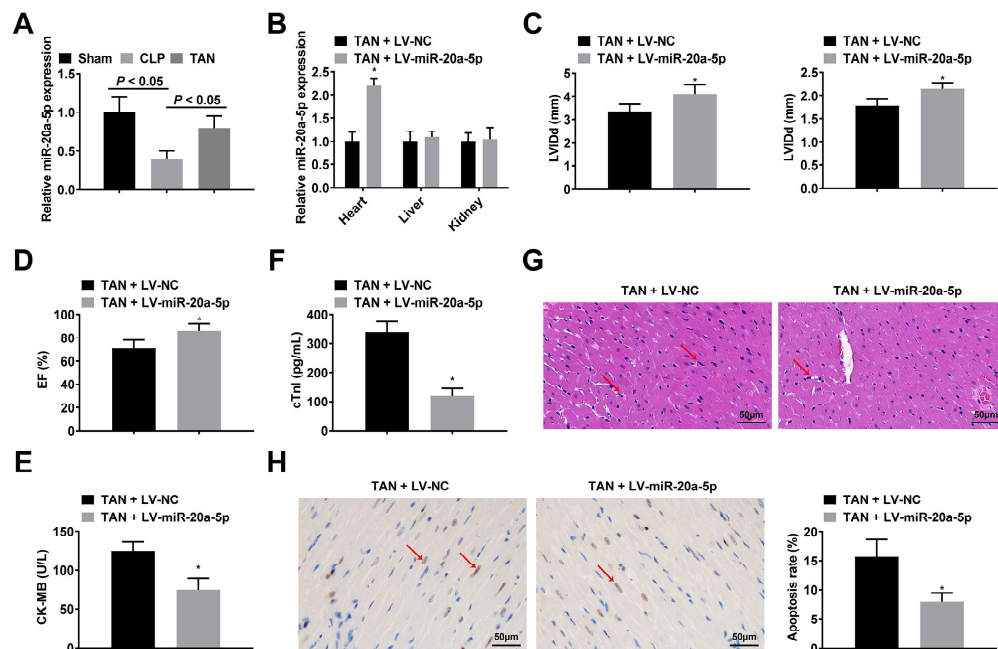 A
Sham CLP TAN
Relative miR-20a-5p expression
1.5
1.0
0.5
0.0
P < 0.05
P < 0.05
B
TAN + LV-NC
TAN + LV-miR-20a-5p
Relative miR-20a-5p expression
2.5
2.0
1.5
1.0
0.5
0.0
*
Heart
Liver
Kidney
C
TAN + LV-NC
TAN + LV-miR-20a-5p
LVIDd (mm)
5
4
3
2
1
0
*
TAN + LV-NC
TAN + LV-miR-20a-5p
LVIDd (mm)
2.5
2.0
1.5
1.0
0.5
0.0
*
D
TAN + LV-NC
TAN + LV-miR-20a-5p
EF (%)
100
80
60
40
20
0
*
F
TAN + LV-NC
TAN + LV-miR-20a-5p
cTnI (pg/mL)
400
300
200
100
0
*
G
TAN + LV-NC
50μm
TAN + LV-miR-20a-5p
50μm
E
TAN + LV-NC
TAN + LV-miR-20a-5p
CK-MB (U/L)
150
100
50
0
*
H
TAN + LV-NC
50μm
TAN + LV-miR-20a-5p
50μm
TAN + LV-NC
TAN + LV-miR-20a-5p
Apoptosis rate (%)
20
15
10
5
0
*